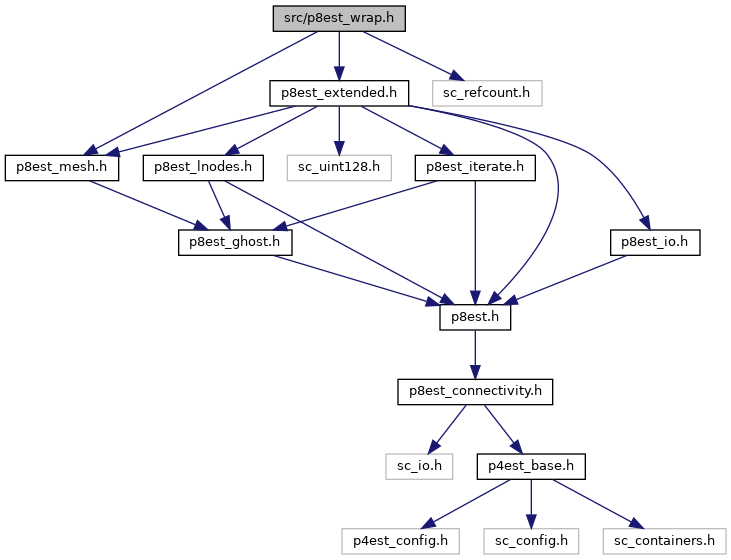 src/p8est_wrap.h
p8est_extended.h
sc_refcount.h
p8est_mesh.h
p8est_lnodes.h
sc_uint128.h
p8est_iterate.h
p8est_ghost.h
p8est_io.h
p8est.h
p8est_connectivity.h
sc_io.h
p4est_base.h
p4est_config.h
sc_config.h
sc_containers.h